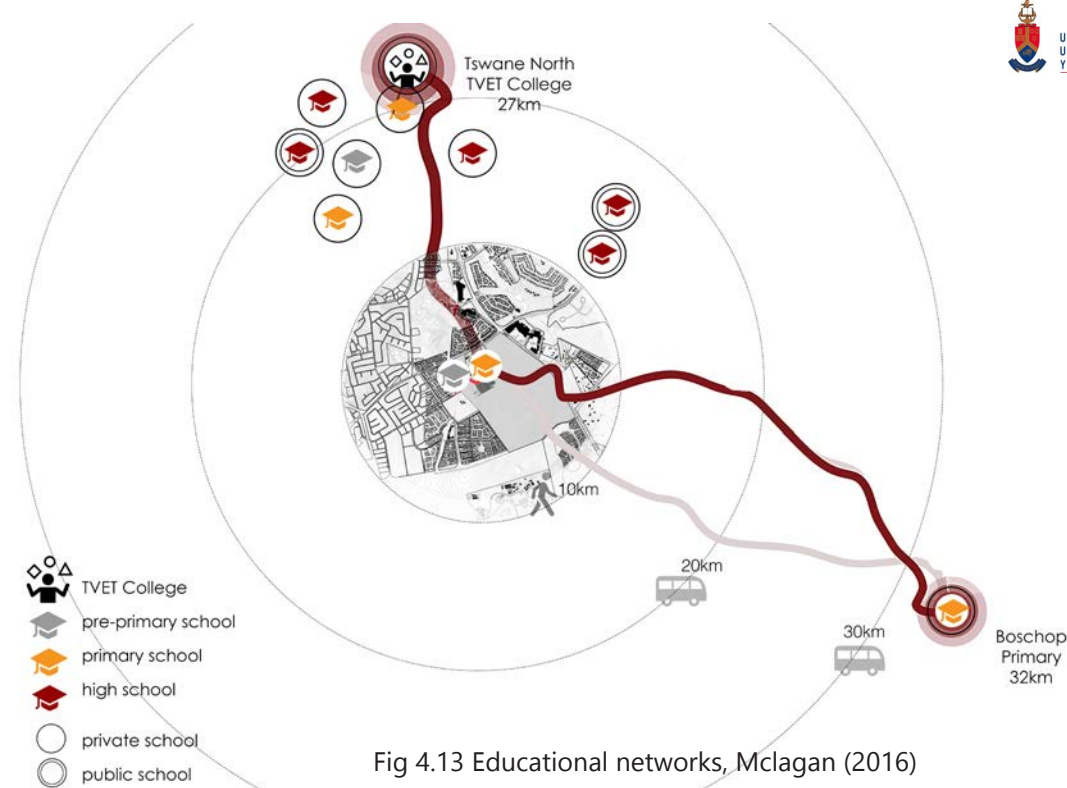 Tswane North
TVET College
27km
10km
20km
30km
Boschop
Primary
32km
TVET College
pre-primary school
primary school
high school
private school
public school
Fig 4.13 Educational networks, Mclagan (2016)
U
U
Y